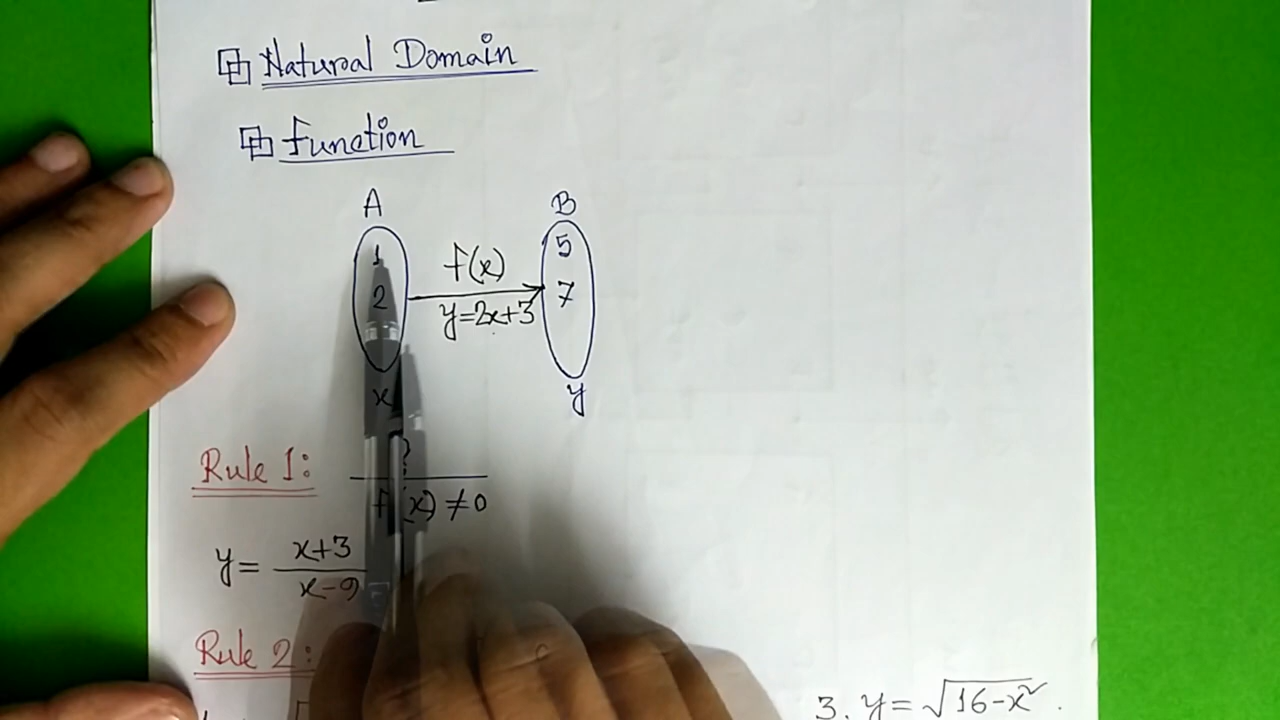 Natural Domain
Function
A B
1 5
2 7
f(x)
y=2x+3
x y
Rule 1: ?
f(x) ≠ 0
y = x+3
x-9
Rule 2:
3. y = √16-x²